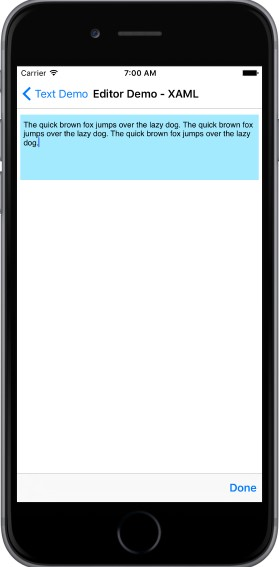 Carrier 7:00 AM
Text Demo Editor Demo - XAML
The quick brown fox jumps over the lazy dog. The quick brown fox
jumps over the lazy dog. The quick brown fox jumps over the lazy
dog.
Done